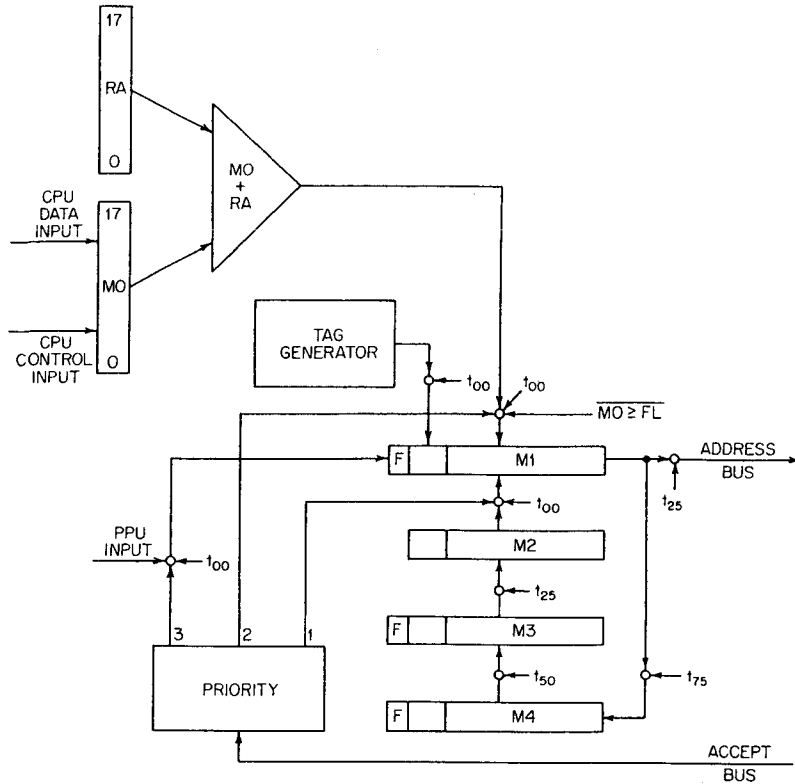 17
RA
0
CPU
DATA
INPUT
17
MO
0
CPU
CONTROL
INPUT
MO
+
RA
TAG
GENERATOR
t00
t00
MO ≥ FL
F
M1
ADDRESS
BUS
t25
t00
PPU
INPUT
t00
M2
t25
3
2
1
F
M3
PRIORITY
t50
t75
F
M4
ACCEPT
BUS